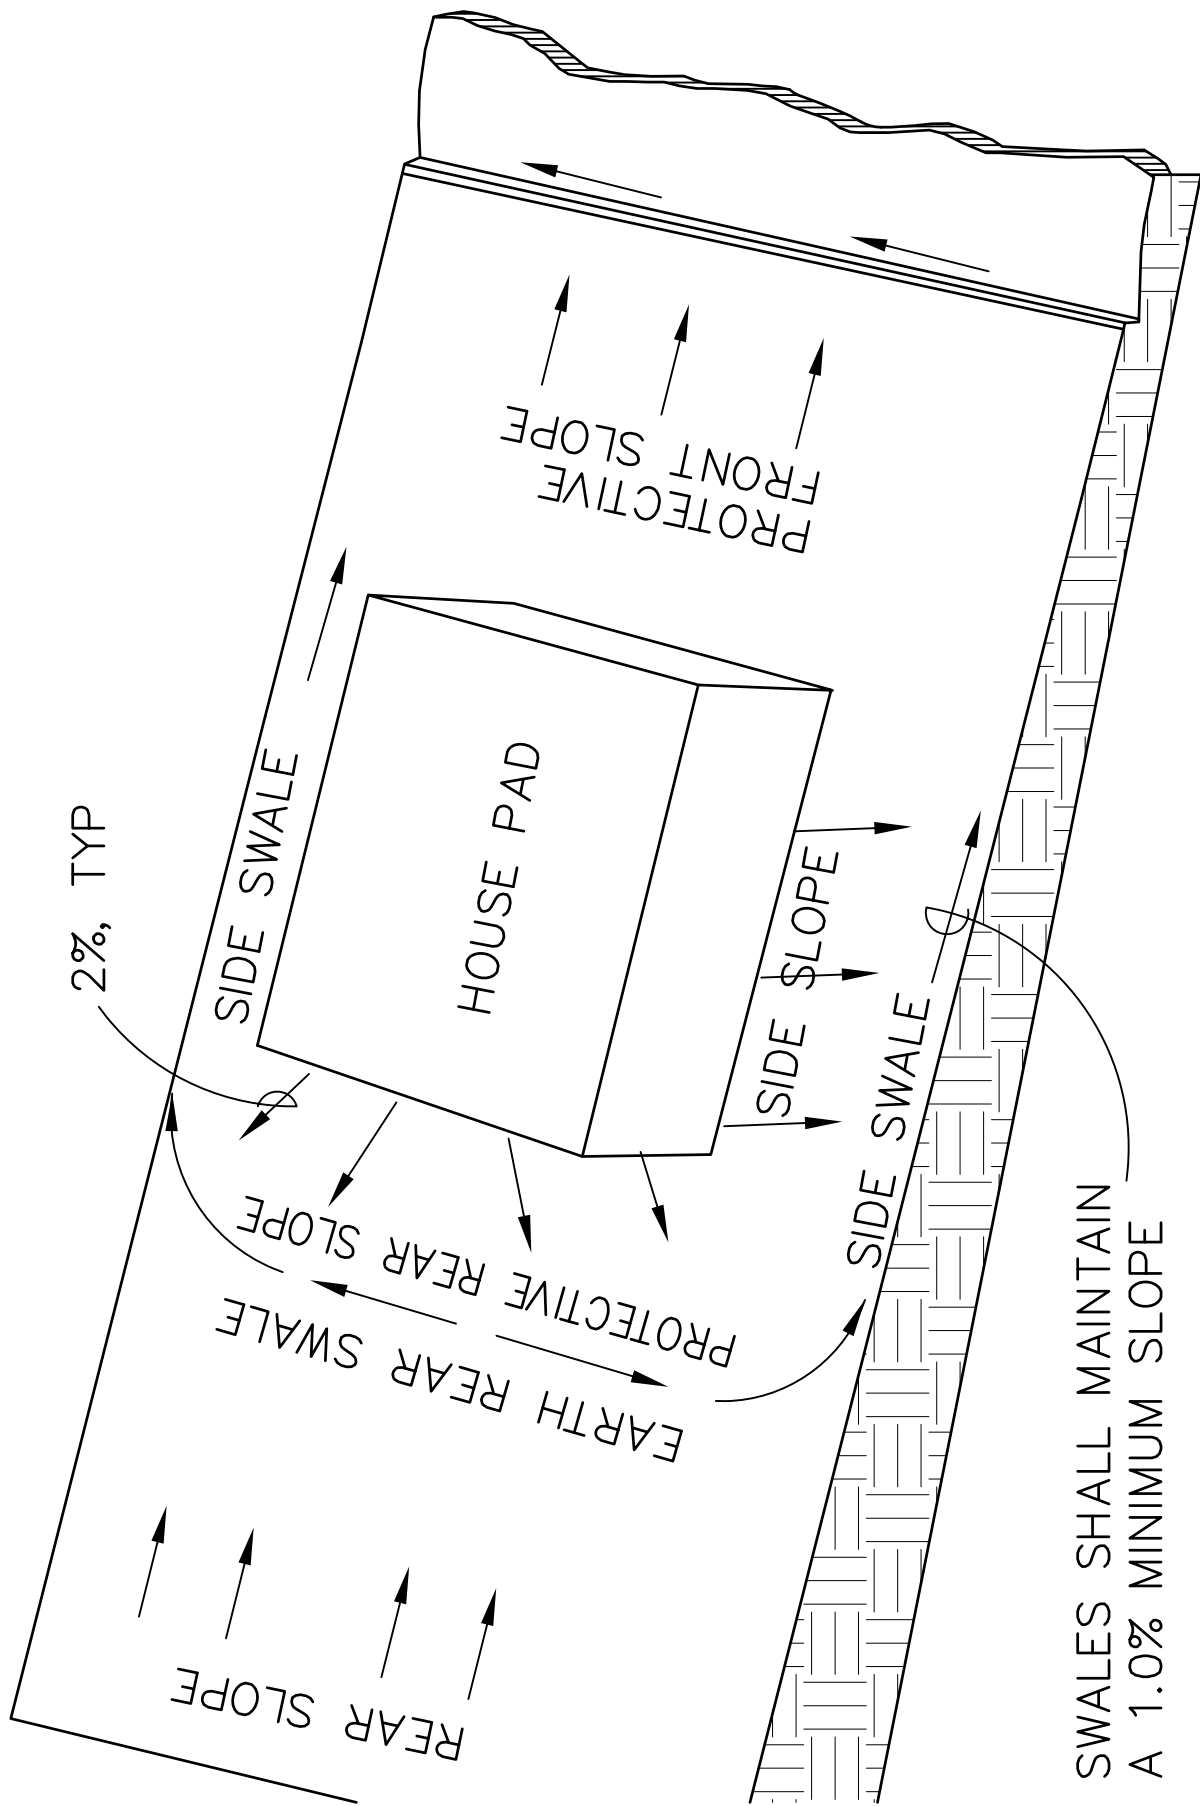 2%, TYP
SIDE SWALE
HOUSE PAD
PROTECTIVE
FRONT SLOPE
SIDE SLOPE
SIDE SWALE
PROTECTIVE REAR SLOPE
EARTH REAR SWALE
REAR SLOPE
SWALES SHALL MAINTAIN
A 1.0% MINIMUM SLOPE